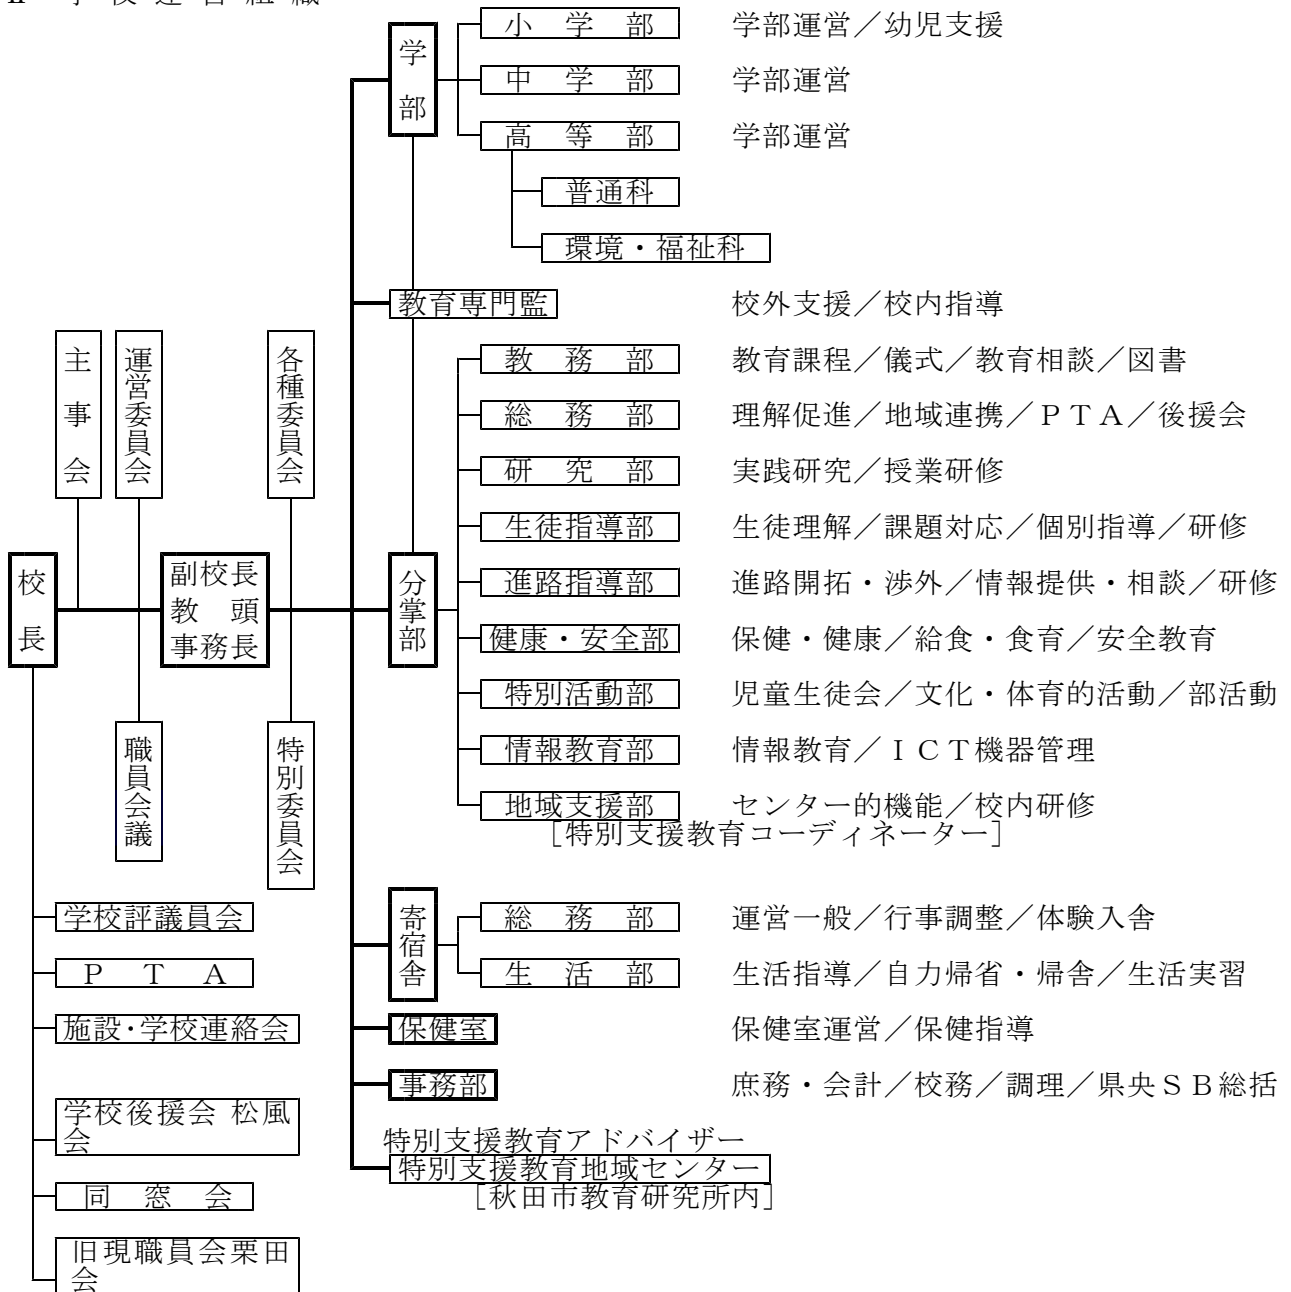 Ⅱ 学校運営組織
学部
小学部 学部運営／幼児支援
中学部 学部運営
高等部 学部運営
普通科
環境・福祉科
教育専門監 校外支援／校内指導
主事会
運営委員会
各種委員会
校長
副校長
教頭
事務長
職員会議
特別委員会
分掌部
教務部 教育課程／儀式／教育相談／図書
総務部 理解促進／地域連携／ＰＴＡ／後援会
研究部 実践研究／授業研修
生徒指導部 生徒理解／課題対応／個別指導／研修
進路指導部 進路開拓・渉外／情報提供・相談／研修
健康・安全部 保健・健康／給食・食育／安全教育
特別活動部 児童生徒会／文化・体育的活動／部活動
情報教育部 情報教育／ＩＣＴ機器管理
地域支援部 センター的機能／校内研修
［特別支援教育コーディネーター］
学校評議員会
ＰＴＡ
施設・学校連絡会
学校後援会 松風
会
同窓会
旧現職員会栗田
会
寄宿舎
総務部 運営一般／行事調整／体験入舎
生活部 生活指導／自力帰省・帰舎／生活実習
保健室 保健室運営／保健指導
事務部 庶務・会計／校務／調理／県央ＳＢ総括
特別支援教育アドバイザー
特別支援教育地域センター
［秋田市教育研究所内］